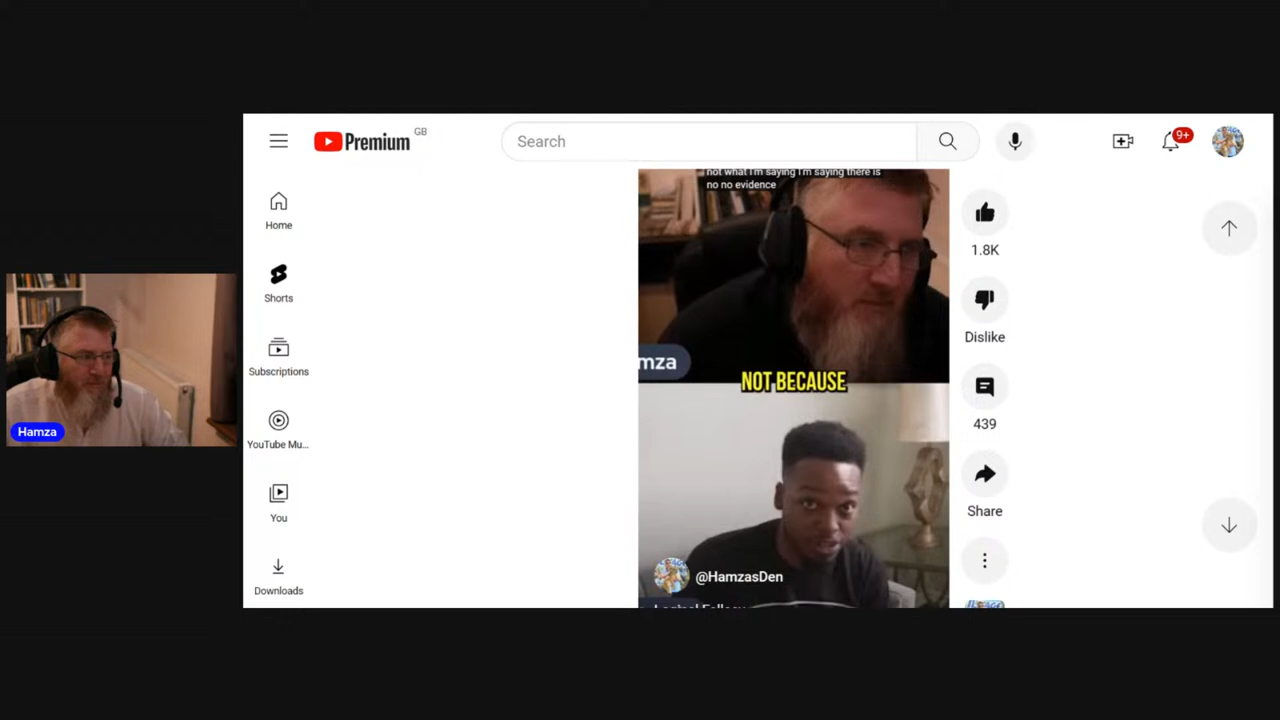 Premium GB
Search
9+
Home
Shorts
Subscriptions
YouTube Mu...
You
Downloads
Hamza
not what I'm saying I'm saying there is
no no evidence
mza
NOT BECAUSE
@HamzasDen
1.8K
Dislike
439
Share